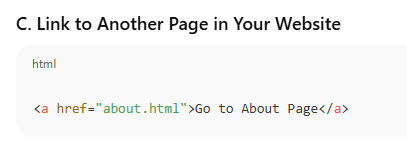 C. Link to Another Page in Your Website
html
<a href="about.html">Go to About Page</a>